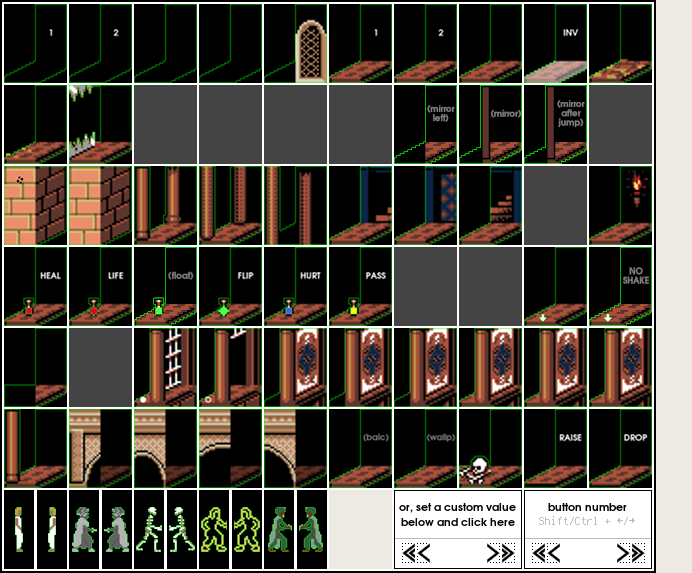 1
2
1
2
INV
(mirror
left)
(mirror)
(mirror
after
jump)
HEAL
LIFE
(float)
FLIP
HURT
PASS
NO
SHAKE
(balc)
(wallp)
RAISE
DROP
or, set a custom value
below and click here
button number
Shift/Ctrl + ←/→